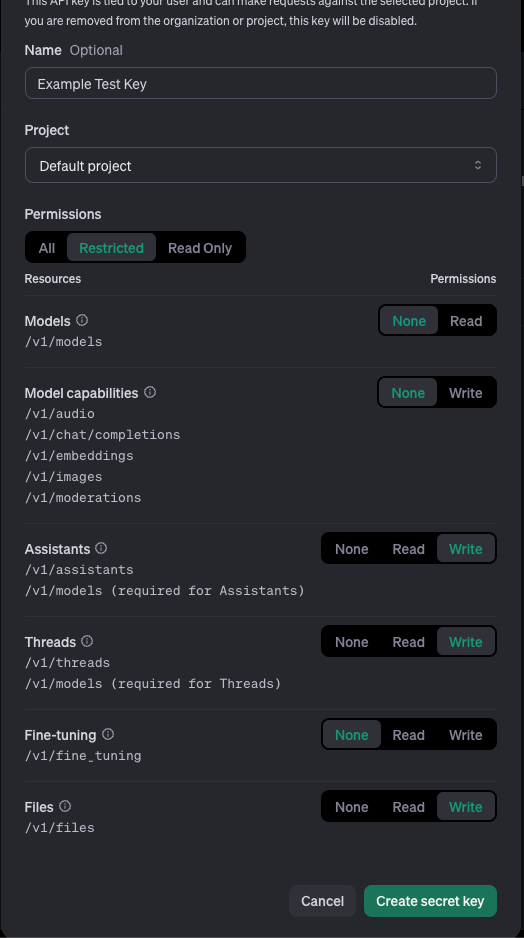 This API key is tied to your user and can make requests against the selected project. If
you are removed from the organization or project, this key will be disabled.
Name Optional
Example Test Key
Project
Default project
Permissions
All Restricted Read Only
Resources Permissions
Models None Read
/v1/models
Model capabilities None Write
/v1/audio
/v1/chat/completions
/v1/embeddings
/v1/images
/v1/moderations
Assistants None Read Write
/v1/assistants
/v1/models (required for Assistants)
Threads None Read Write
/v1/threads
/v1/models (required for Threads)
Fine-tuning None Read Write
/v1/fine_tuning
Files None Read Write
/v1/files
Cancel Create secret key